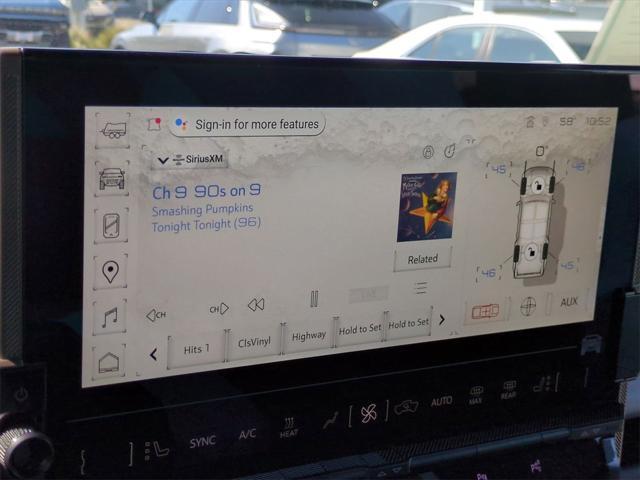 Sign-in for more features
58° 10:52
SiriusXM
Ch 9 90s on 9
Smashing Pumpkins
Tonight Tonight (96)
Related
45 46
46 45
CH CH
LIVE
Hits 1 ClsVinyl Highway Hold to Set Hold to Set
AUX
SYNC A/C HEAT AUTO MAX REAR